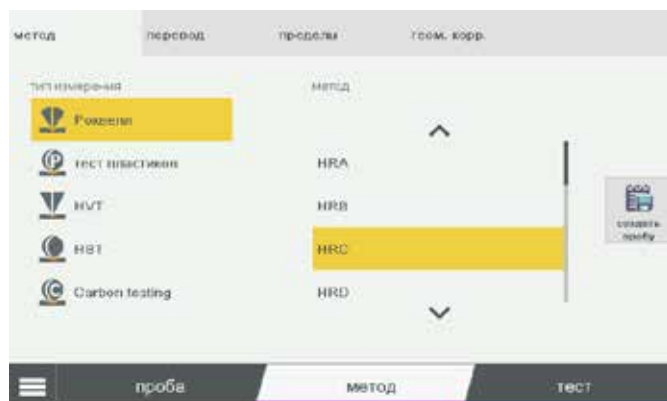 метод перевод пределы геом. корр.
тип измерения метод
Роквелл
тест пластиков HRA
HVT HRB
HBT HRC
Carbon testing HRD
создать
пробу
проба метод тест